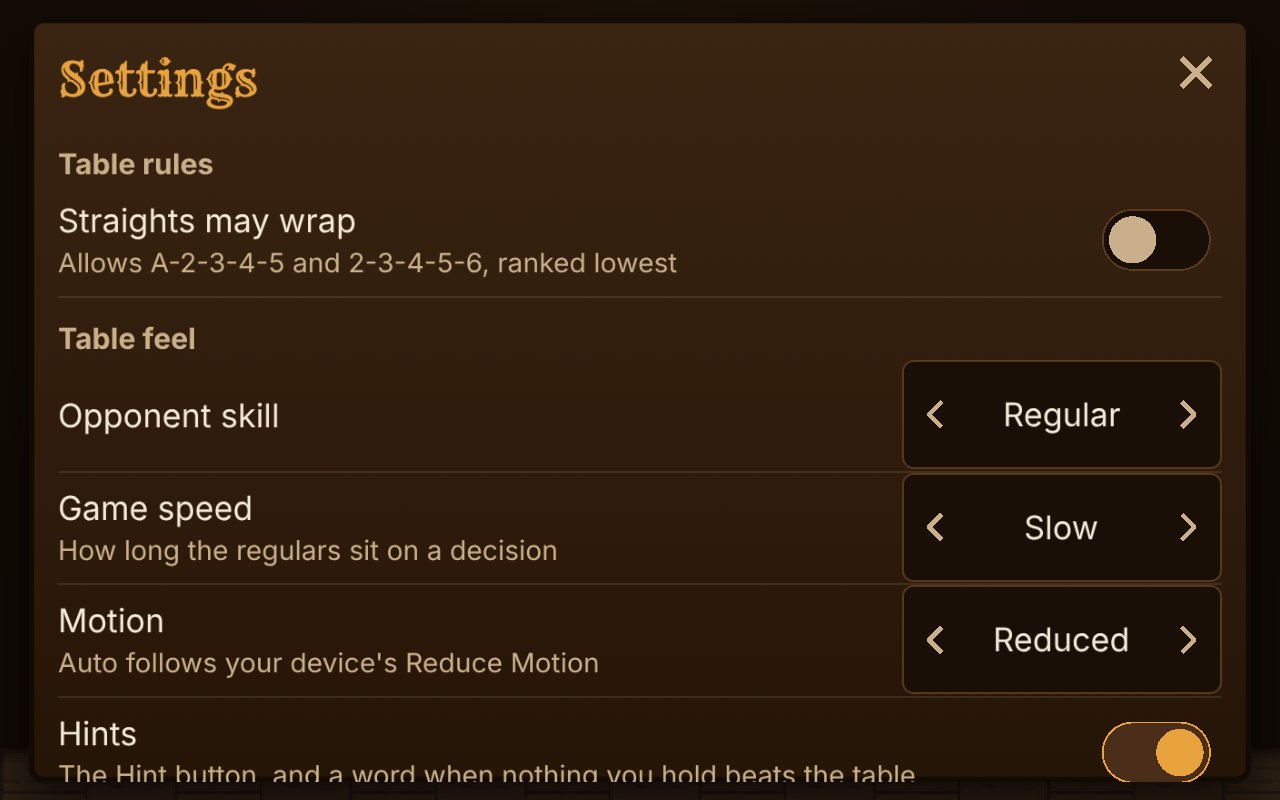 Settings
Table rules
Straights may wrap
Allows A-2-3-4-5 and 2-3-4-5-6, ranked lowest
Table feel
Opponent skill
Regular
Game speed
How long the regulars sit on a decision
Slow
Motion
Auto follows your device's Reduce Motion
Reduced
Hints
The Hint button, and a word when nothing you hold beats the table